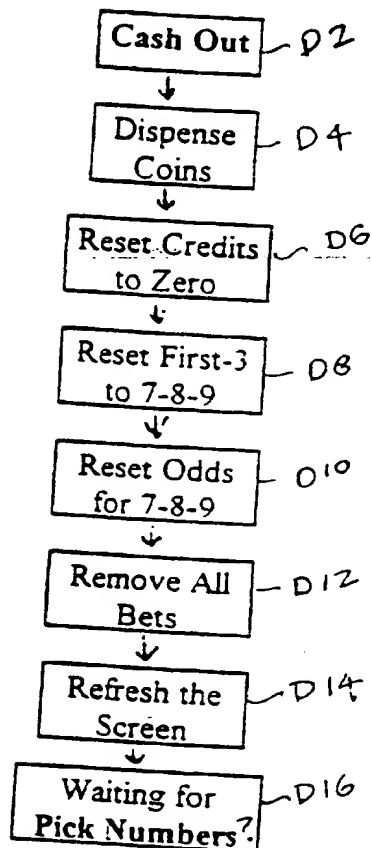 Cash Out D2
Dispense D4
Coins
Reset Credits D6
to Zero
Reset First-3 D8
to 7-8-9
Reset Odds D10
for 7-8-9
Remove All D12
Bets
Refresh the D14
Screen
Waiting for D16
Pick Numbers?